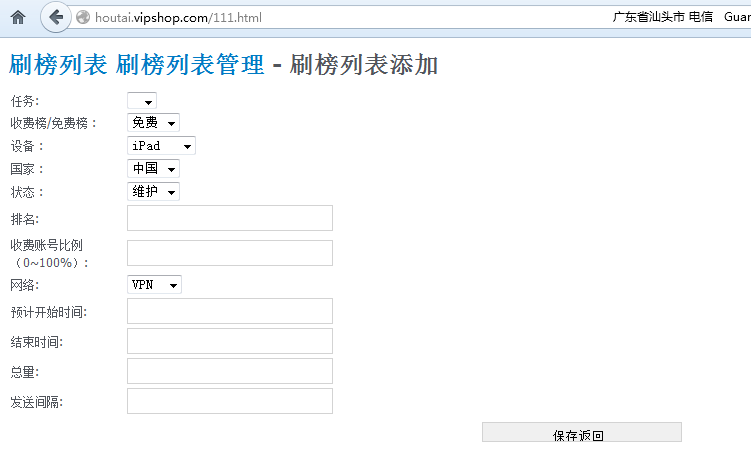 houtai.vipshop.com/111.html 广东省汕头市 电信 Guar
刷榜列表 刷榜列表管理 - 刷榜列表添加
任务:
收费榜/免费榜： 免费
设备： iPad
国家： 中国
状态： 维护
排名:
收费账号比例
（0~100%）:
网络: VPN
预计开始时间:
结束时间:
总量:
发送间隔:
保存返回